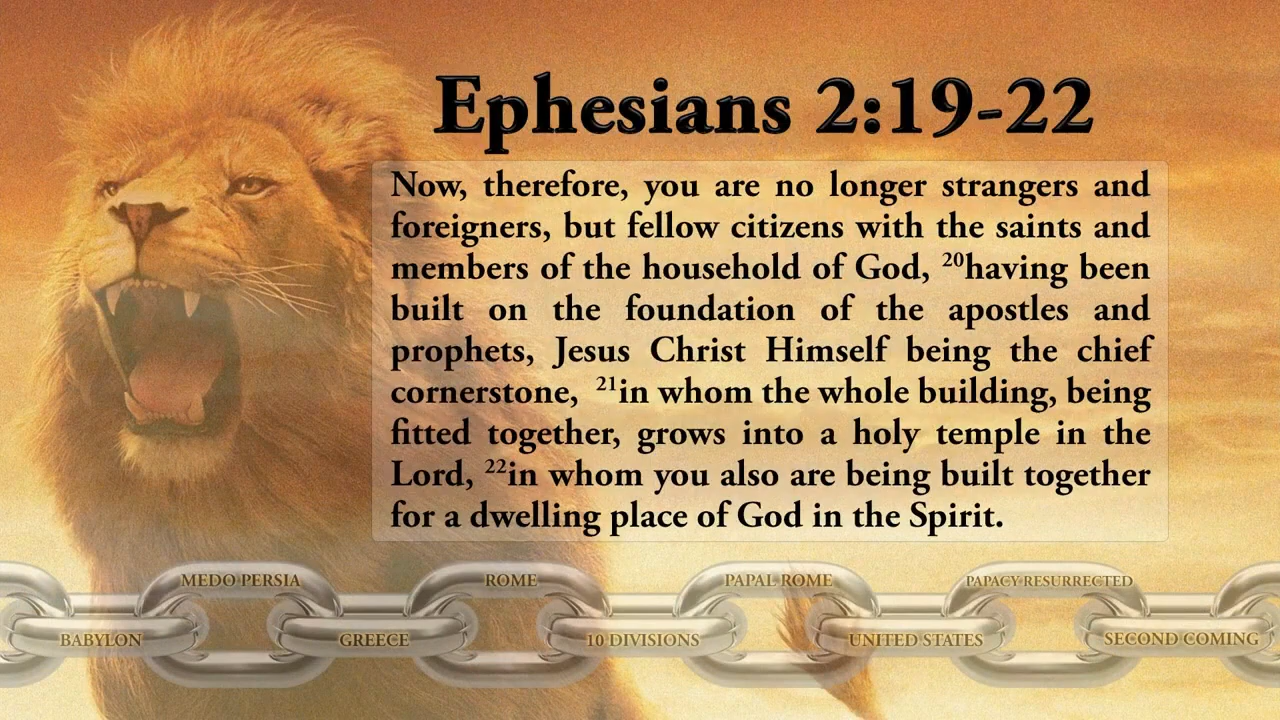 Ephesians 2:19-22
Now, therefore, you are no longer strangers and
foreigners, but fellow citizens with the saints and
members of the household of God, 20having been
built on the foundation of the apostles and
prophets, Jesus Christ Himself being the chief
cornerstone, 21in whom the whole building, being
fitted together, grows into a holy temple in the
Lord, 22in whom you also are being built together
for a dwelling place of God in the Spirit.
MEDO PERSIA ROME PAPAL ROME PAPACY RESURRECTED
BABYLON GREECE 10 DIVISIONS UNITED STATES SECOND COMING